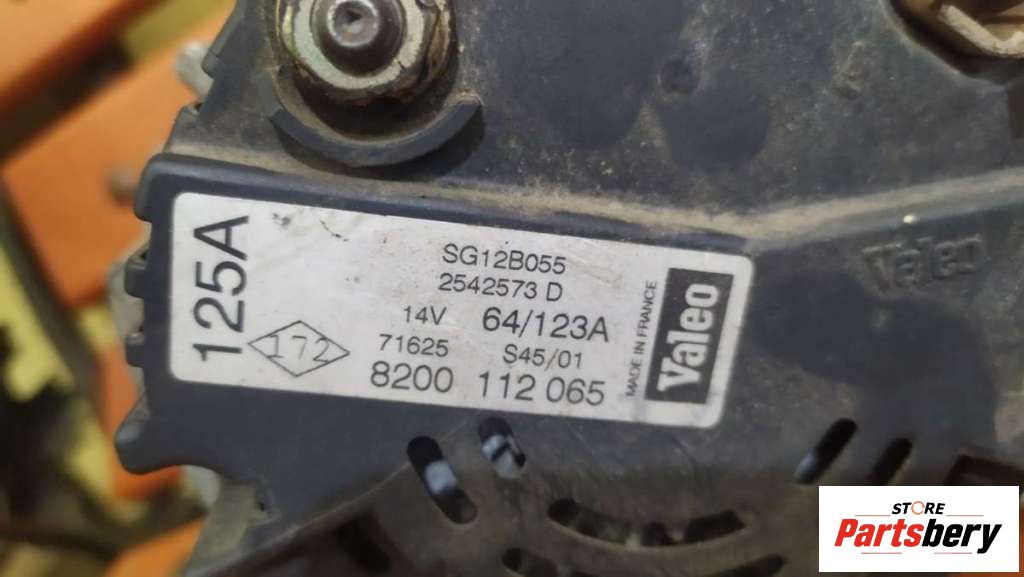 125A
172
SG12B055
2542573 D
14V 64/123A
71625 S45/01
8200 112 065
MADE IN FRANCE
Valeo
Valeo
STORE
Partsbery